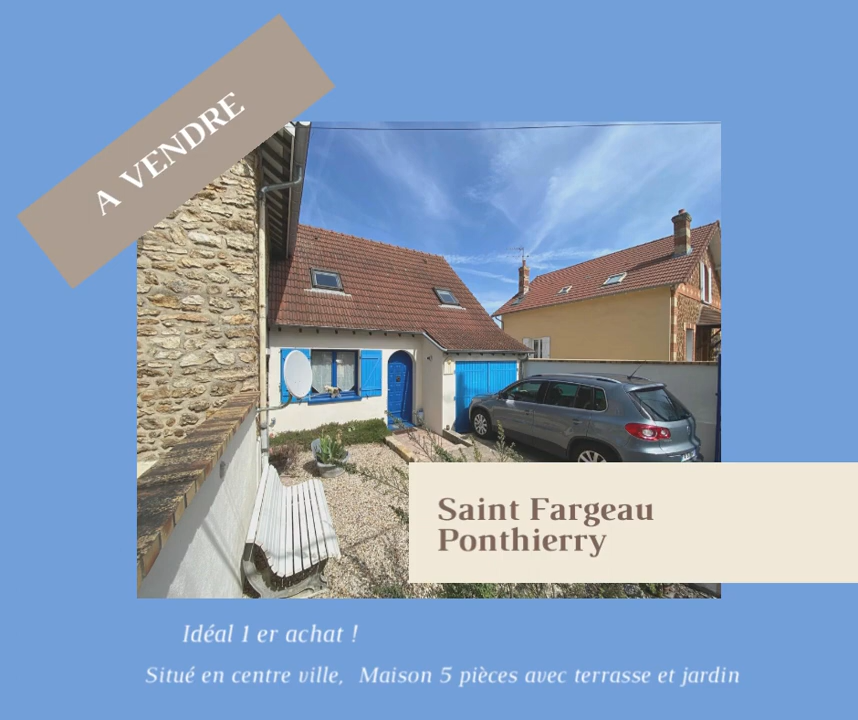 A VENDRE
Saint Fargeau
Ponthierry
Idéal 1 er achat !
Situé en centre ville, Maison 5 pièces avec terrasse et jardin